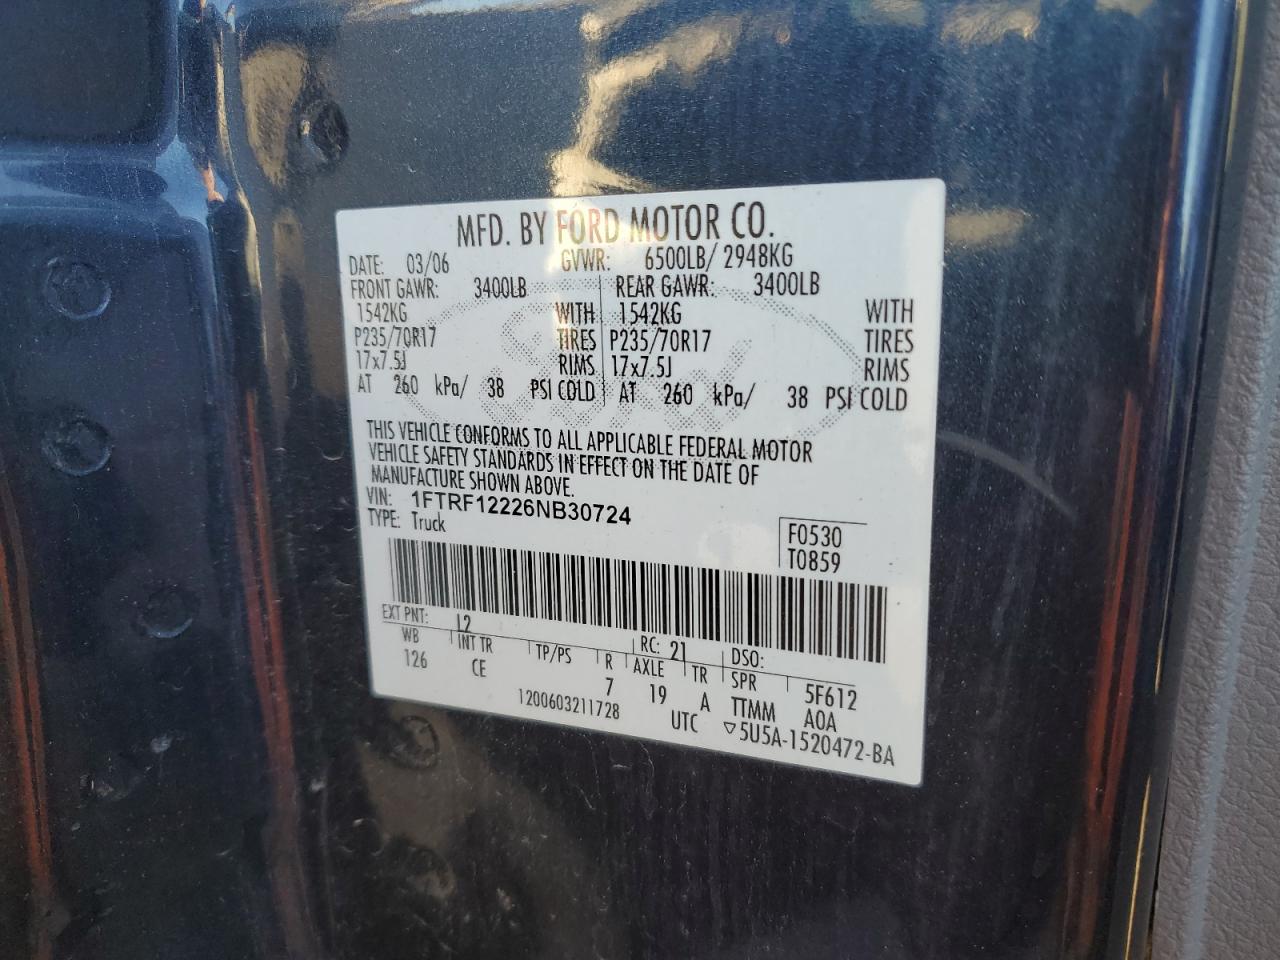 MFD. BY FORD MOTOR CO.
DATE: 03/06 GVWR: 6500LB/ 2948KG
FRONT GAWR: 3400LB REAR GAWR: 3400LB
1542KG WITH 1542KG WITH
P235/70R17 TIRES P235/70R17 TIRES
17x7.5J RIMS 17x7.5J RIMS
AT 260 kPa/ 38 PSI COLD AT 260 kPa/ 38 PSI COLD
THIS VEHICLE CONFORMS TO ALL APPLICABLE FEDERAL MOTOR
VEHICLE SAFETY STANDARDS IN EFFECT ON THE DATE OF
MANUFACTURE SHOWN ABOVE.
VIN: 1FTRF12226NB30724
TYPE: Truck
F0530
T0859
EXT PNT: L2 RC: 21 DSO:
WB INT TR TP/PS R AXLE TR SPR 5F612
126 CE 7 19 A TTMM A0A
1200603211728 UTC ▽5U5A-1520472-BA
Ford